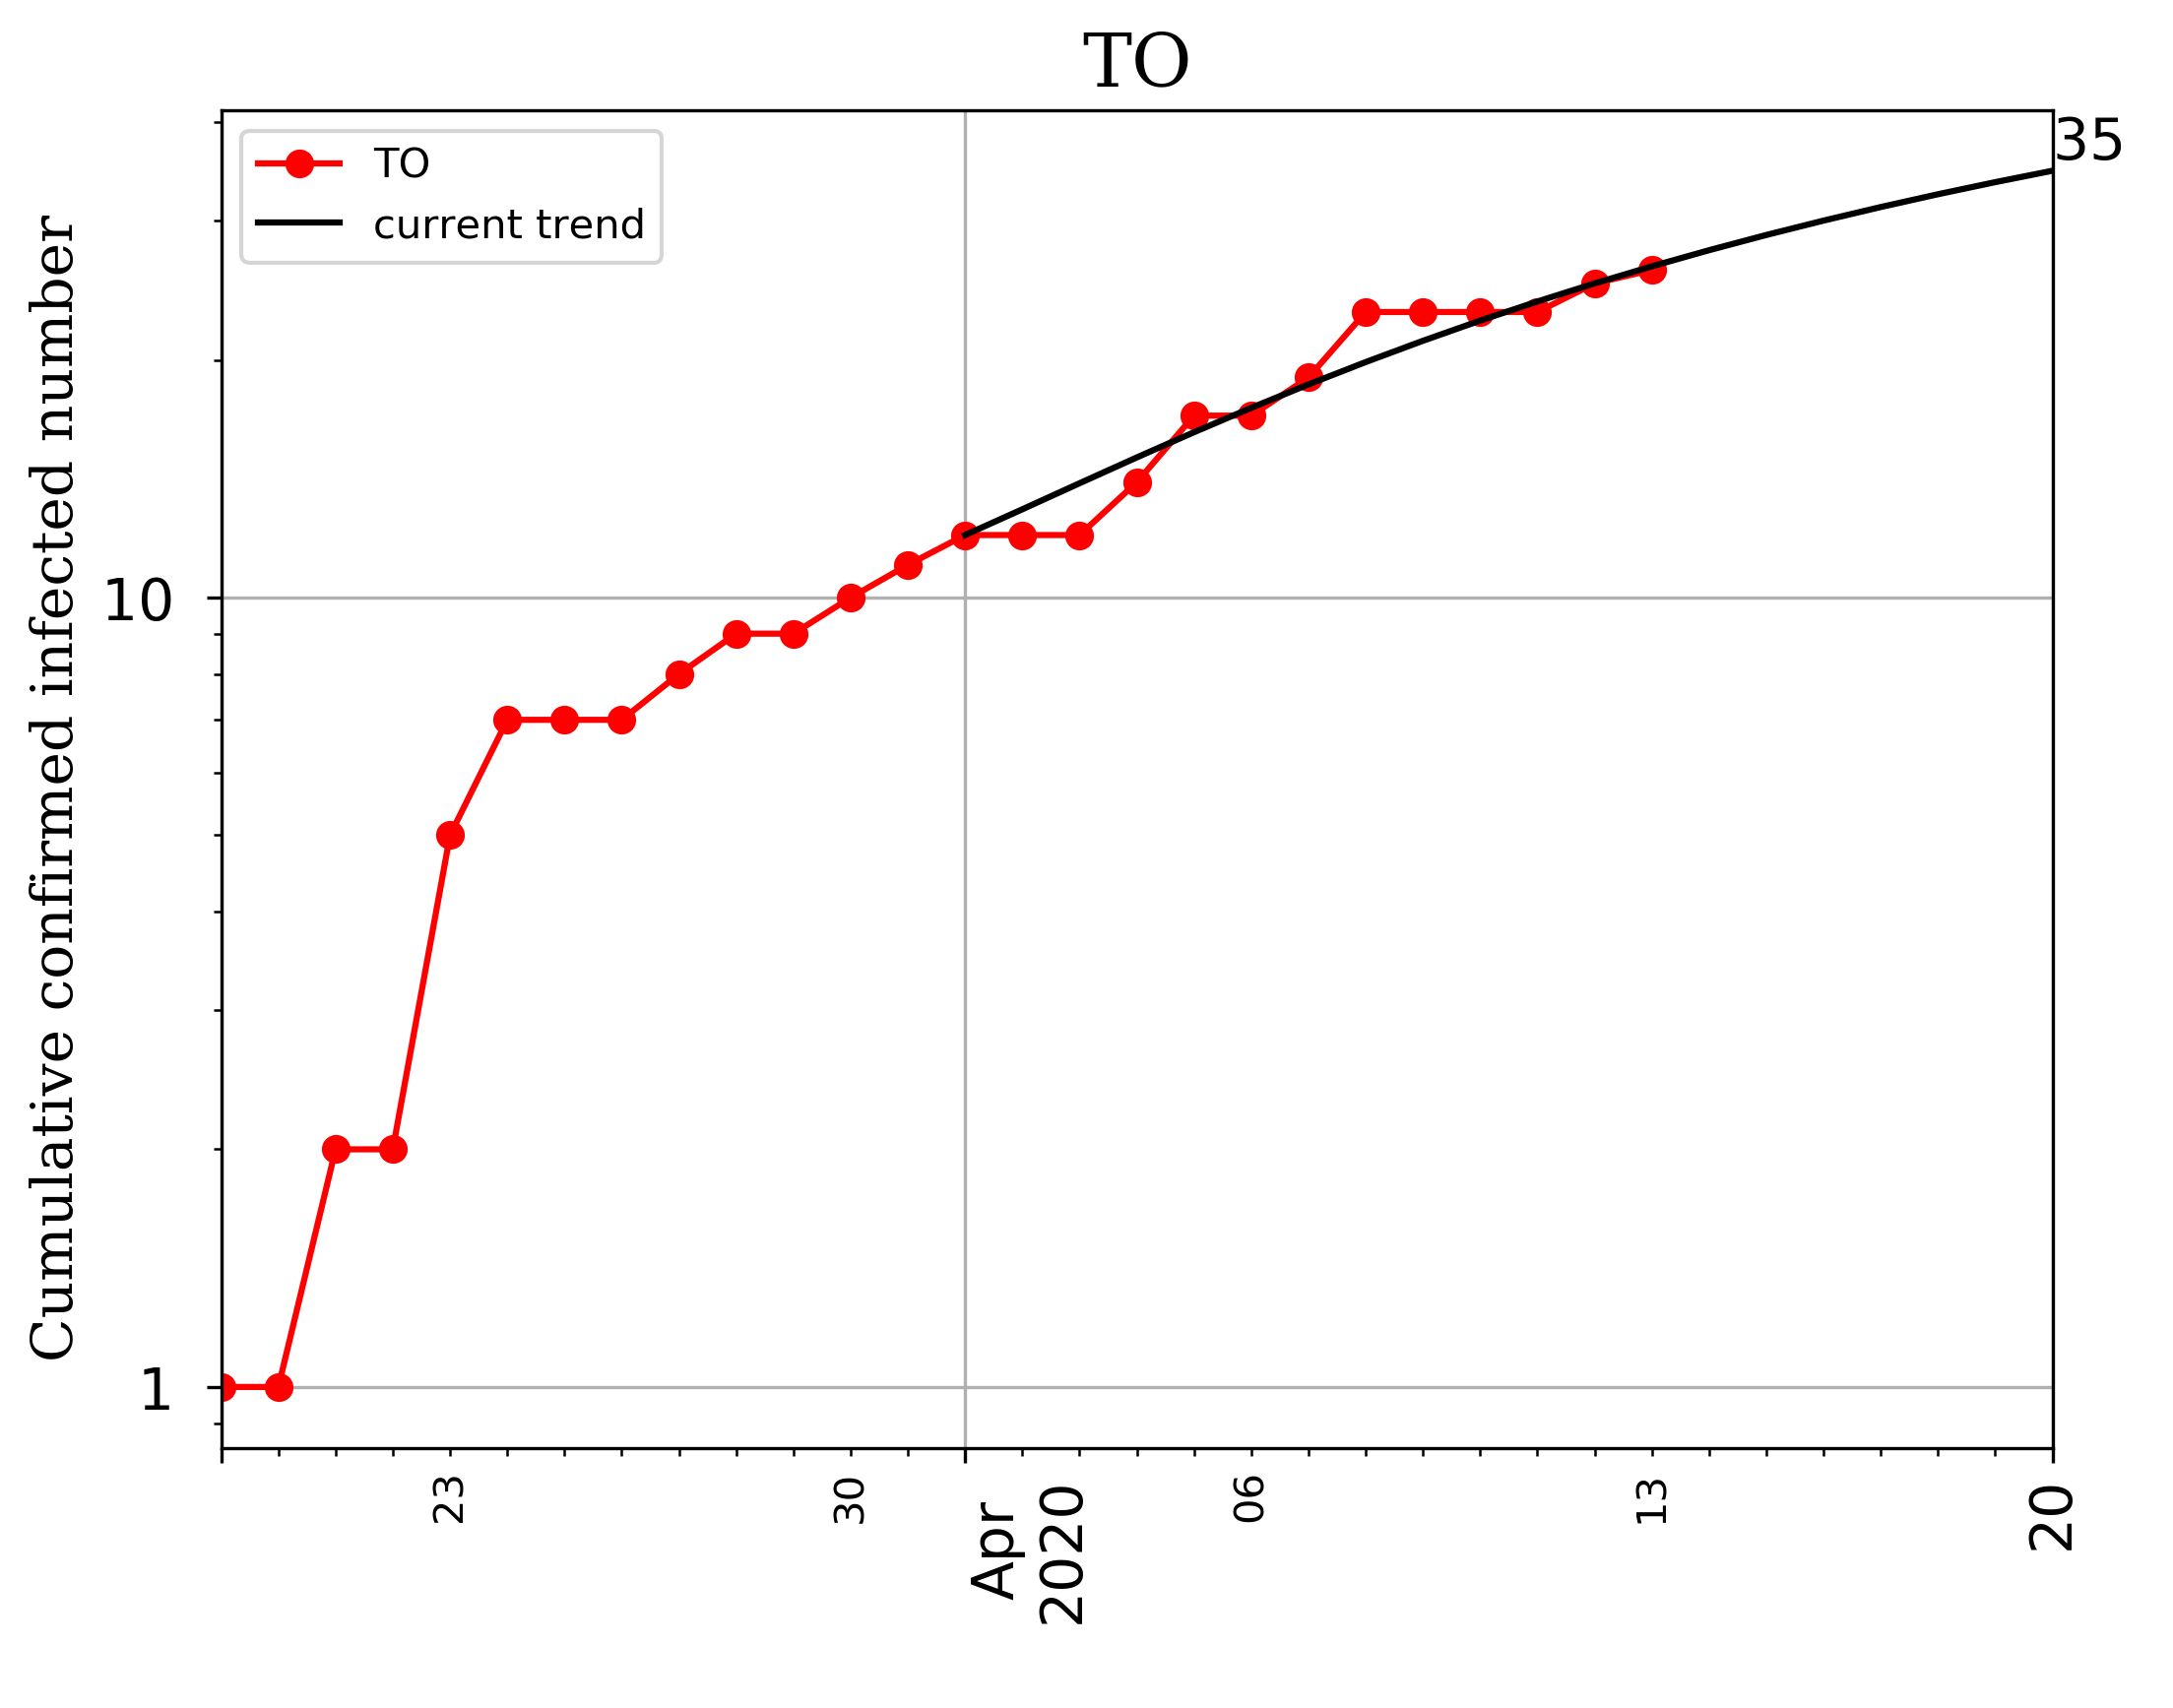 TO
35
TO
current trend
Cumulative confirmed infected number
10
1
23
30
Apr
2020
06
13
20